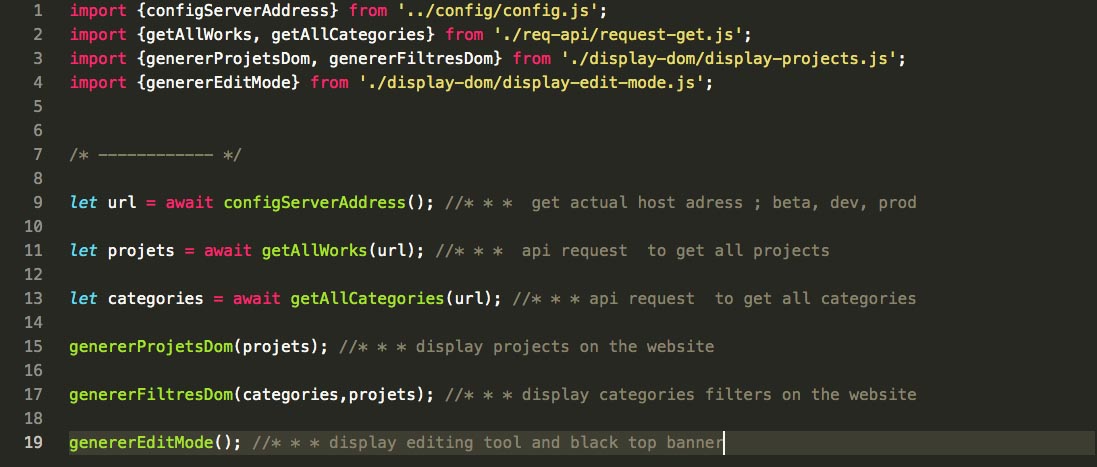 1 import {configServerAddress} from '../config/config.js';
2 import {getAllWorks, getAllCategories} from './req-api/request-get.js';
3 import {genererProjetsDom, genererFiltresDom} from './display-dom/display-projects.js';
4 import {genererEditMode} from './display-dom/display-edit-mode.js';
5
6
7 /* ------------ */
8
9 let url = await configServerAddress(); //* * *  get actual host adress ; beta, dev, prod
10
11 let projets = await getAllWorks(url); //* * *  api request  to get all projects
12
13 let categories = await getAllCategories(url); //* * * api request  to get all categories
14
15 genererProjetsDom(projets); //* * * display projects on the website
16
17 genererFiltresDom(categories,projets); //* * * display categories filters on the website
18
19 genererEditMode(); //* * * display editing tool and black top banner